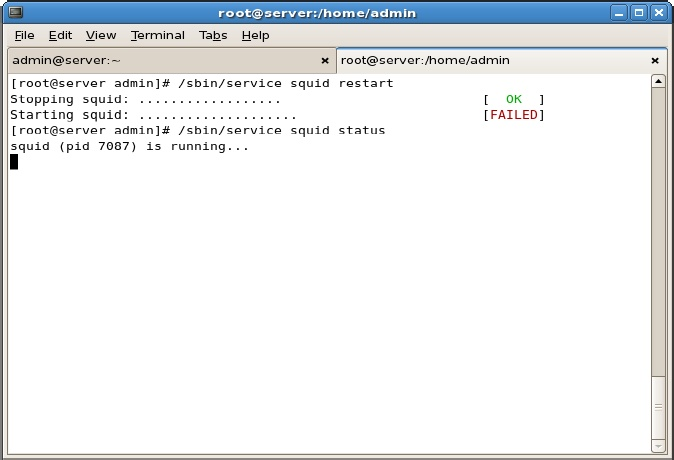 root@server:/home/admin
File Edit View Terminal Tabs Help
admin@server:~ root@server:/home/admin
[root@server admin]# /sbin/service squid restart
Stopping squid: .................. [ OK ]
Starting squid: .................... [FAILED]
[root@server admin]# /sbin/service squid status
squid (pid 7087) is running...